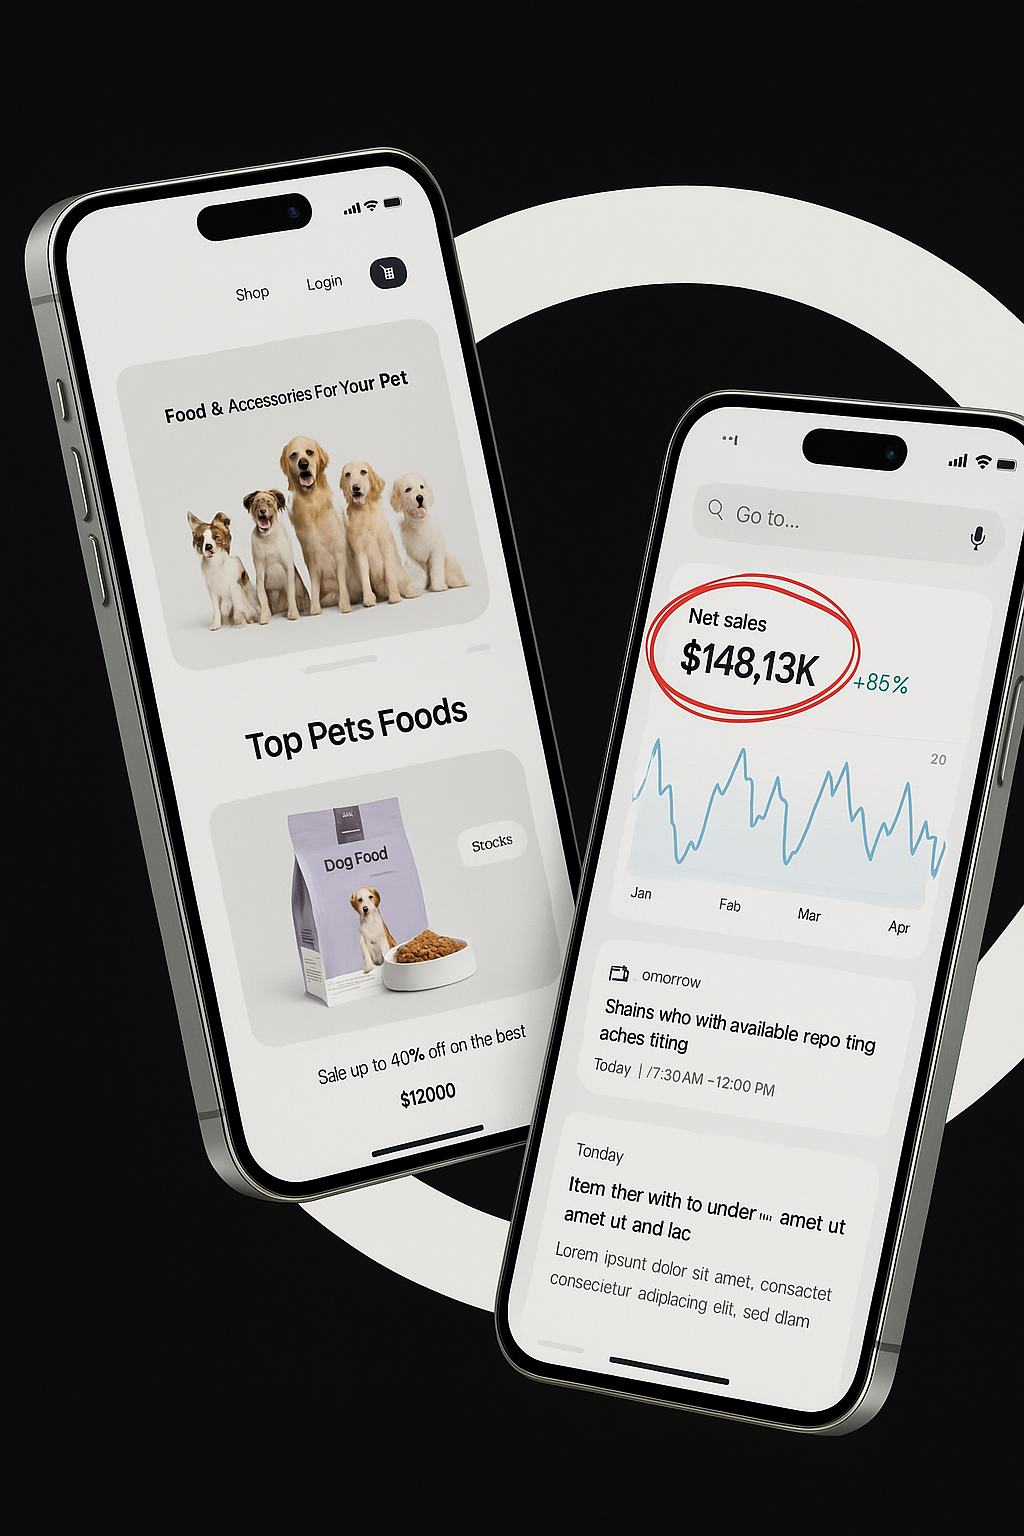 Shop
Login
Food & Accessories For Your Pet
Top Pets Foods
Stocks
Dog Food
Sale up to 40% off on the best
$12000
Go to...
Net sales
$148,13K
+85%
20
Jan
Fab
Mar
Apr
omorrow
Shains who with available repo ting
aches titing
Today | /7:30 AM –12:00 PM
Tonday
Item ther with to under amet ut
amet ut and lac
Lorem ipsunt dolor sit amet, consactet
consecietur adiplacing elit, sed dlam